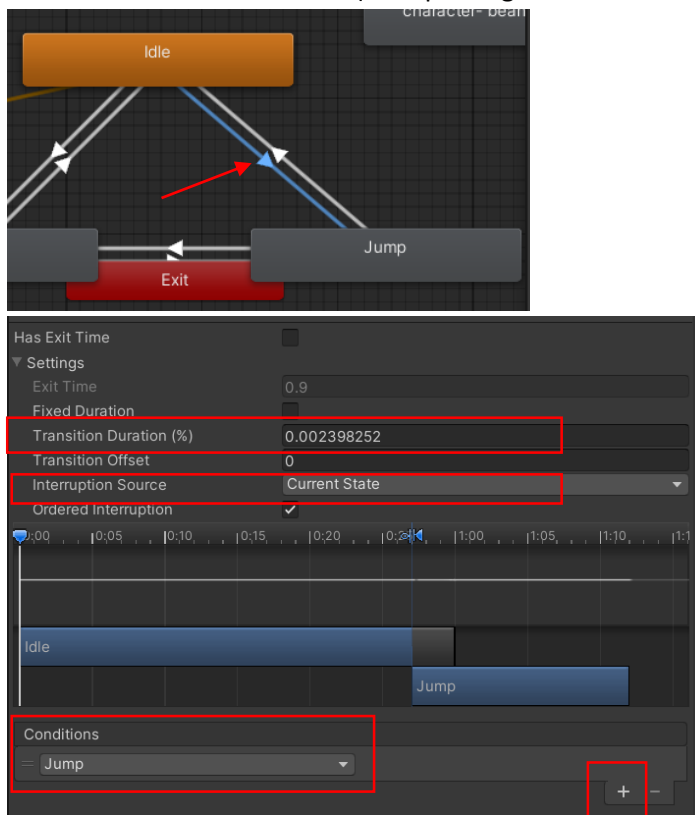 character- bean
Idle
Jump
Exit
Has Exit Time
Settings
Exit Time 0.9
Fixed Duration
Transition Duration (%) 0.002398252
Transition Offset 0
Interruption Source Current State
Ordered Interruption
0:00 0:05 0:10 0:15 0:20 1:00 1:05 1:10 1:1
Idle
Jump
Conditions
= Jump
+ −